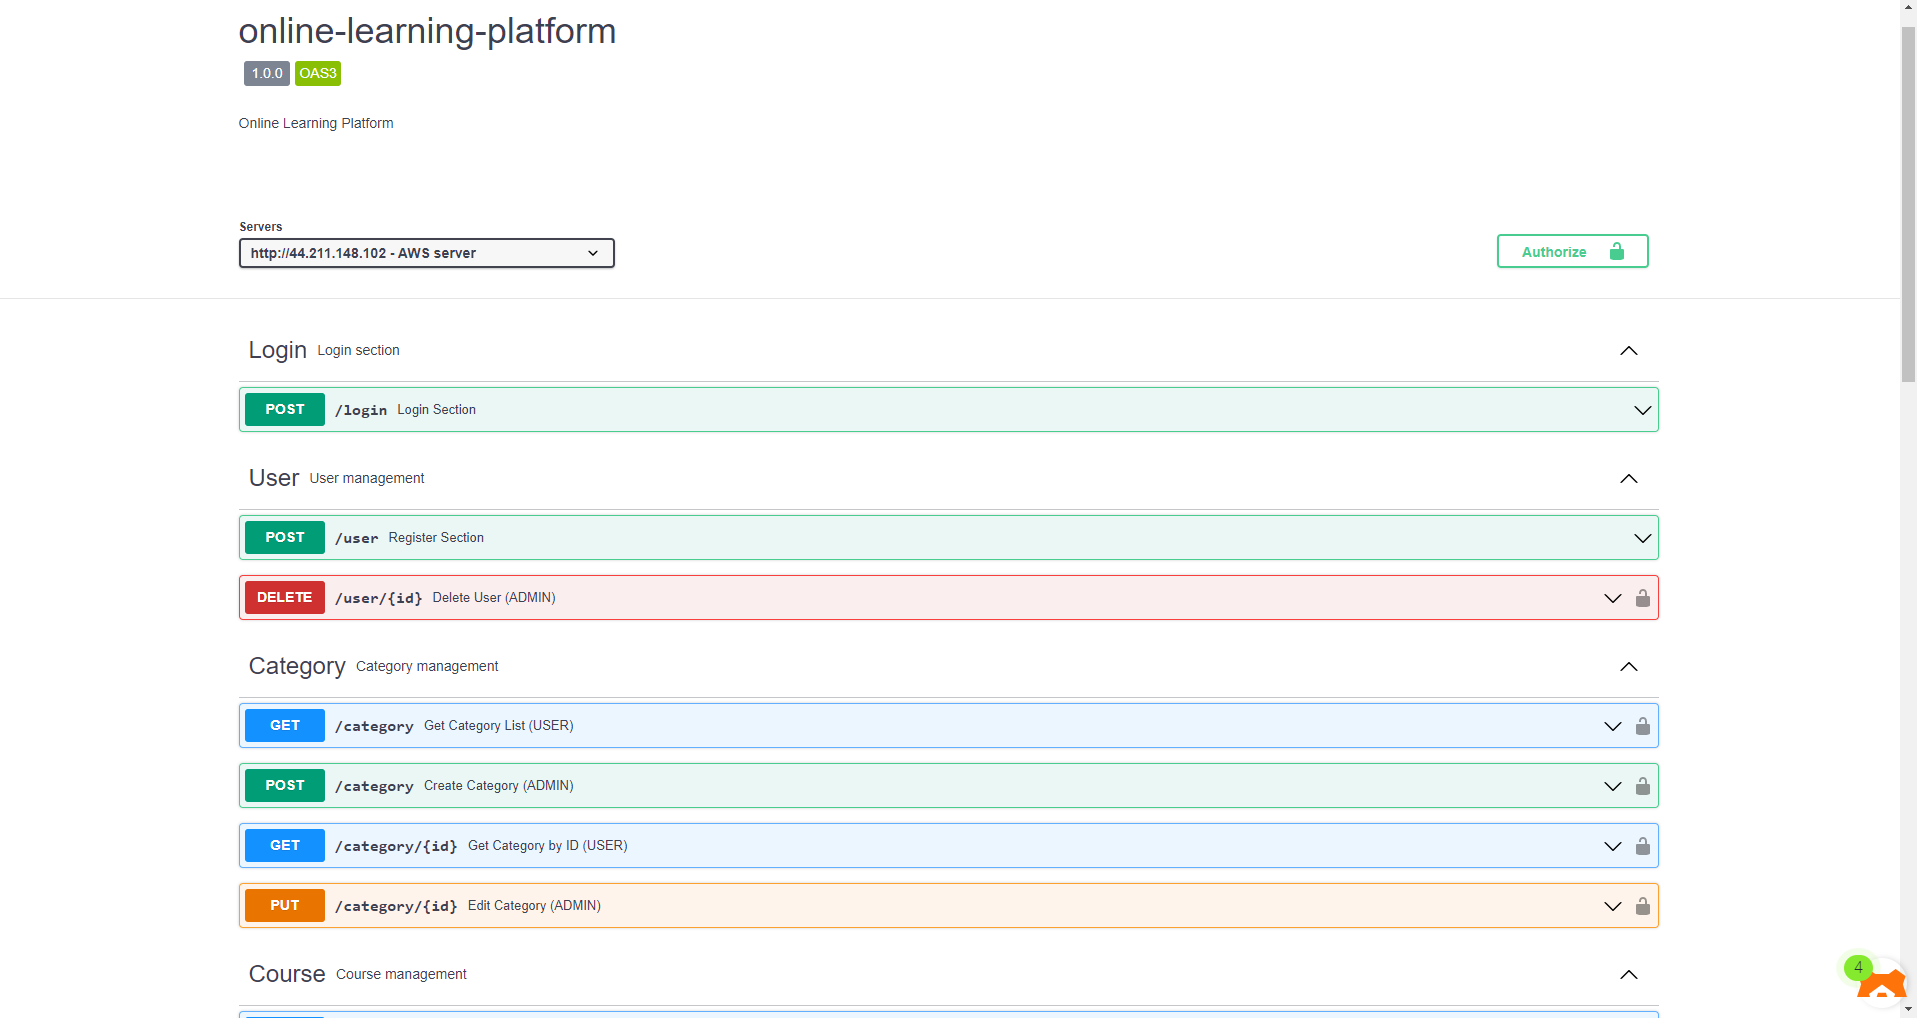 online-learning-platform
1.0.0 OAS3
Online Learning Platform
Servers
http://44.211.148.102 - AWS server
Authorize
Login Login section
POST /login Login Section
User User management
POST /user Register Section
DELETE /user/{id} Delete User (ADMIN)
Category Category management
GET /category Get Category List (USER)
POST /category Create Category (ADMIN)
GET /category/{id} Get Category by ID (USER)
PUT /category/{id} Edit Category (ADMIN)
4
Course Course management